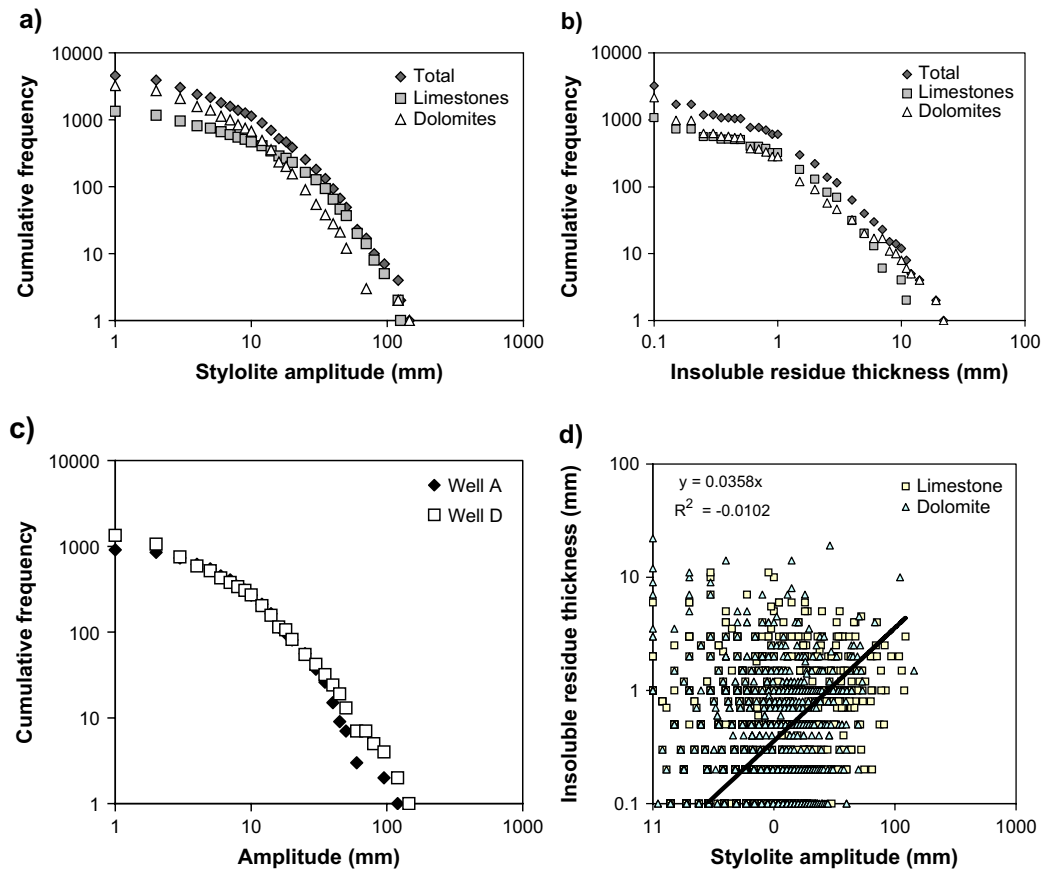 a)
10000
1000
100
10
1
1
10
100
1000
Cumulative frequency
Stylolite amplitude (mm)
Total
Limestones
Dolomites
b)
10000
1000
100
10
1
0.1
1
10
100
Cumulative frequency
Insoluble residue thickness (mm)
Total
Limestones
Dolomites
c)
10000
1000
100
10
1
1
10
100
1000
Cumulative frequency
Amplitude (mm)
Well A
Well D
d)
100
10
1
0.1
11
0
100
1000
Insoluble residue thickness (mm)
Stylolite amplitude (mm)
y = 0.0358x
R² = -0.0102
Limestone
Dolomite